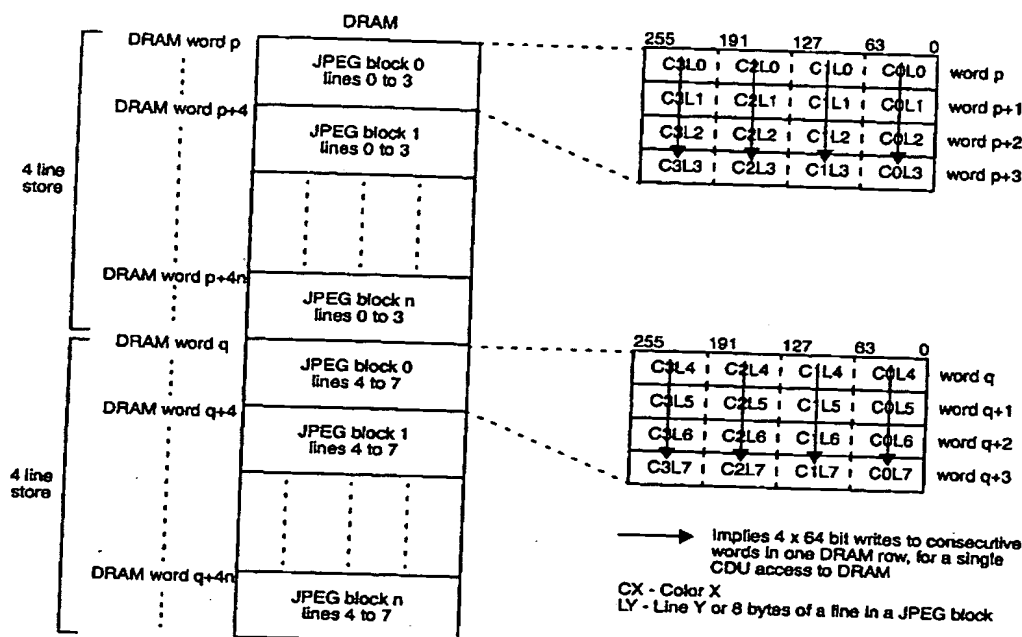 DRAM
DRAM word p
JPEG block 0
lines 0 to 3
DRAM word p+4
JPEG block 1
lines 0 to 3
4 line
store
DRAM word p+4n
JPEG block n
lines 0 to 3
255 191 127 63 0
C3L0 C2L0 C1L0 C0L0 word p
C3L1 C2L1 C1L1 C0L1 word p+1
C3L2 C2L2 C1L2 C0L2 word p+2
C3L3 C2L3 C1L3 C0L3 word p+3
DRAM word q
JPEG block 0
lines 4 to 7
DRAM word q+4
JPEG block 1
lines 4 to 7
4 line
store
DRAM word q+4n
JPEG block n
lines 4 to 7
255 191 127 63 0
C3L4 C2L4 C1L4 C0L4 word q
C3L5 C2L5 C1L5 C0L5 word q+1
C3L6 C2L6 C1L6 C0L6 word q+2
C3L7 C2L7 C1L7 C0L7 word q+3
Implies 4 x 64 bit writes to consecutive
words in one DRAM row, for a single
CDU access to DRAM
CX - Color X
LY - Line Y or 8 bytes of a line in a JPEG block